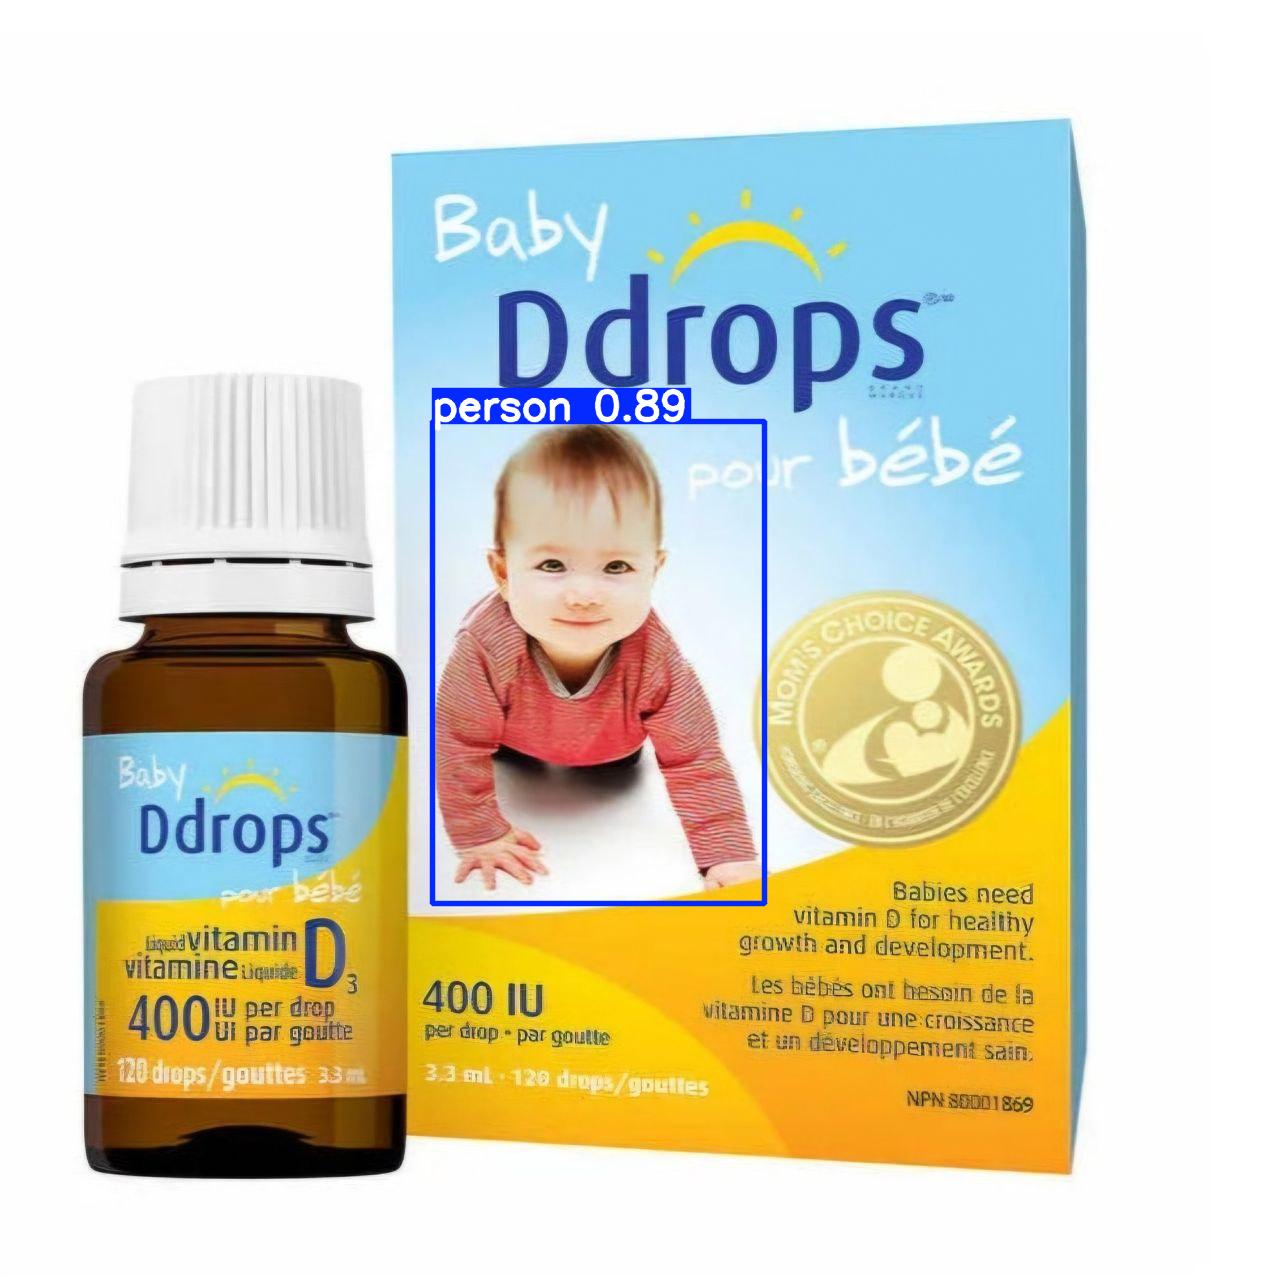 Baby
Ddrops
person 0.89
pour bébé
MOM'S CHOICE AWARDS
Babies need
vitamin D for healthy
growth and development.
Les bébés ont besoin de la
vitamine D pour une croissance
et un développement sain.
400 IU
per drop • par goutte
3.3 mL • 120 drops/gouttes
NPN 80001869
Baby
Ddrops
pour bébé
Liquid vitamin D3
vitamine Liquide
400 IU per drop
UI par goutte
120 drops/gouttes 3.3 mL